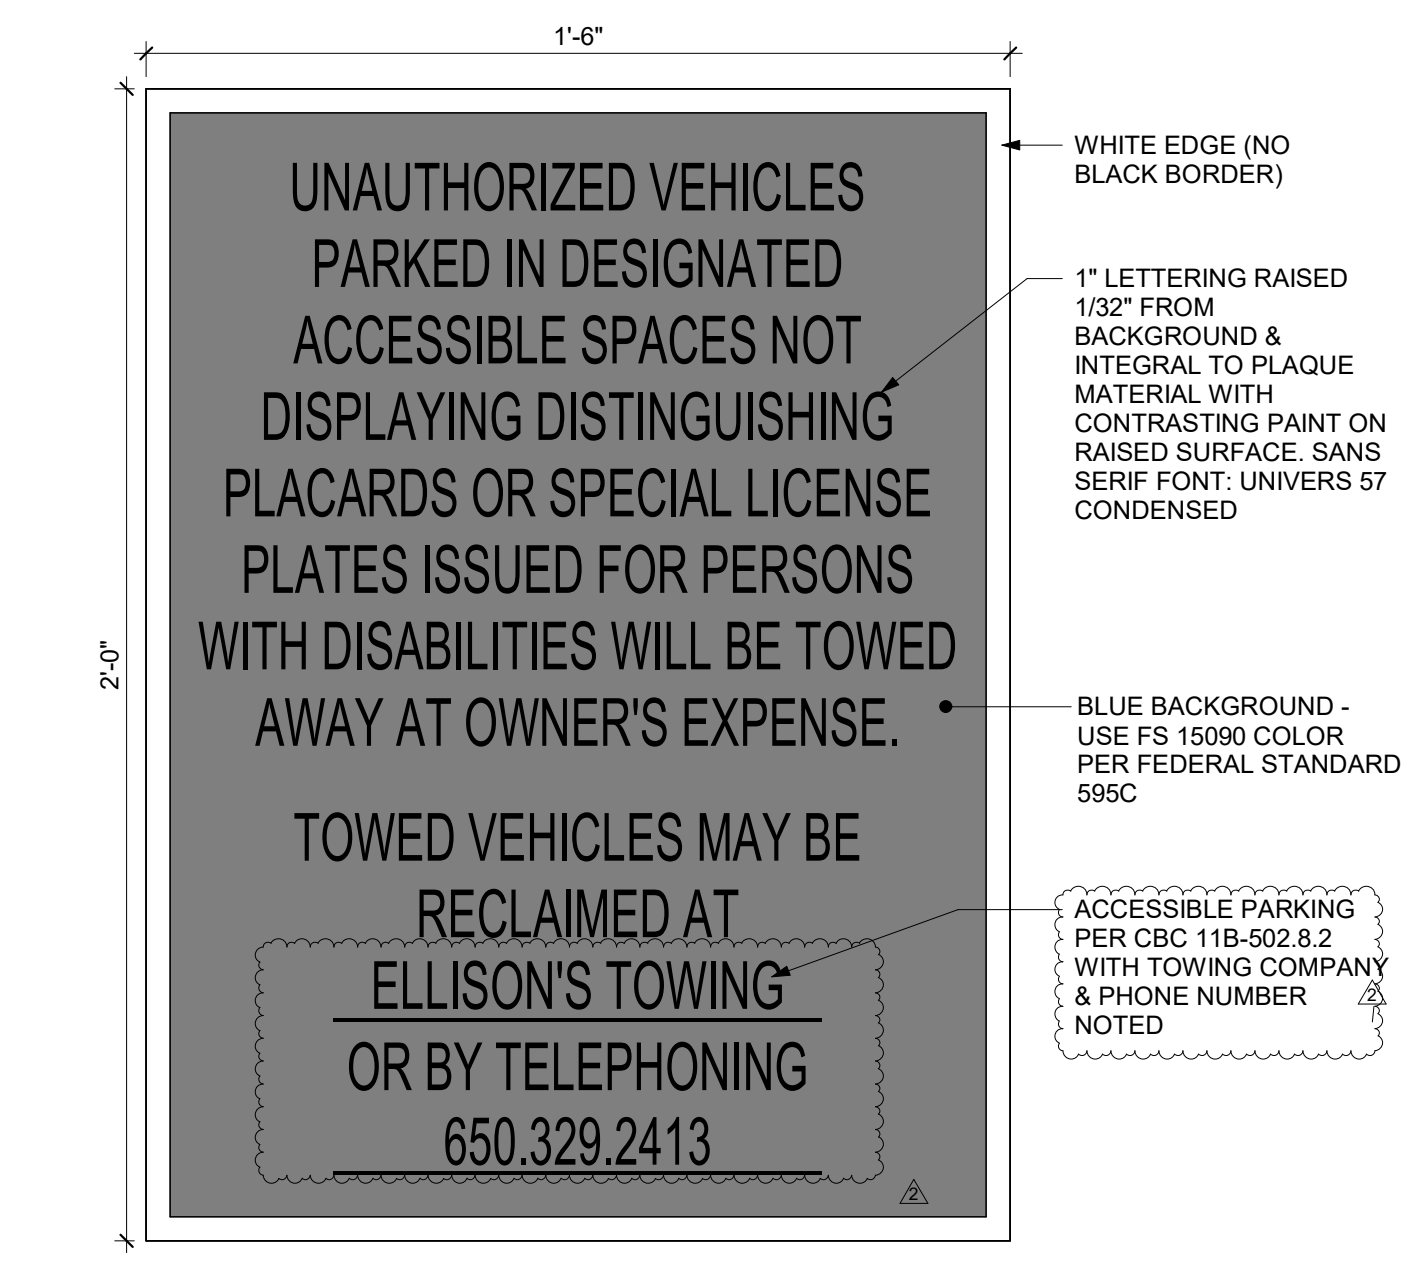 1'-6"
2'-0"
UNAUTHORIZED VEHICLES
PARKED IN DESIGNATED
ACCESSIBLE SPACES NOT
DISPLAYING DISTINGUISHING
PLACARDS OR SPECIAL LICENSE
PLATES ISSUED FOR PERSONS
WITH DISABILITIES WILL BE TOWED
AWAY AT OWNER'S EXPENSE.
TOWED VEHICLES MAY BE
RECLAIMED AT
ELLISON'S TOWING
OR BY TELEPHONING
650.329.2413
2
WHITE EDGE (NO
BLACK BORDER)
1" LETTERING RAISED
1/32" FROM
BACKGROUND &
INTEGRAL TO PLAQUE
MATERIAL WITH
CONTRASTING PAINT ON
RAISED SURFACE. SANS
SERIF FONT: UNIVERS 57
CONDENSED
BLUE BACKGROUND -
USE FS 15090 COLOR
PER FEDERAL STANDARD
595C
ACCESSIBLE PARKING
PER CBC 11B-502.8.2
WITH TOWING COMPANY
& PHONE NUMBER
NOTED
2